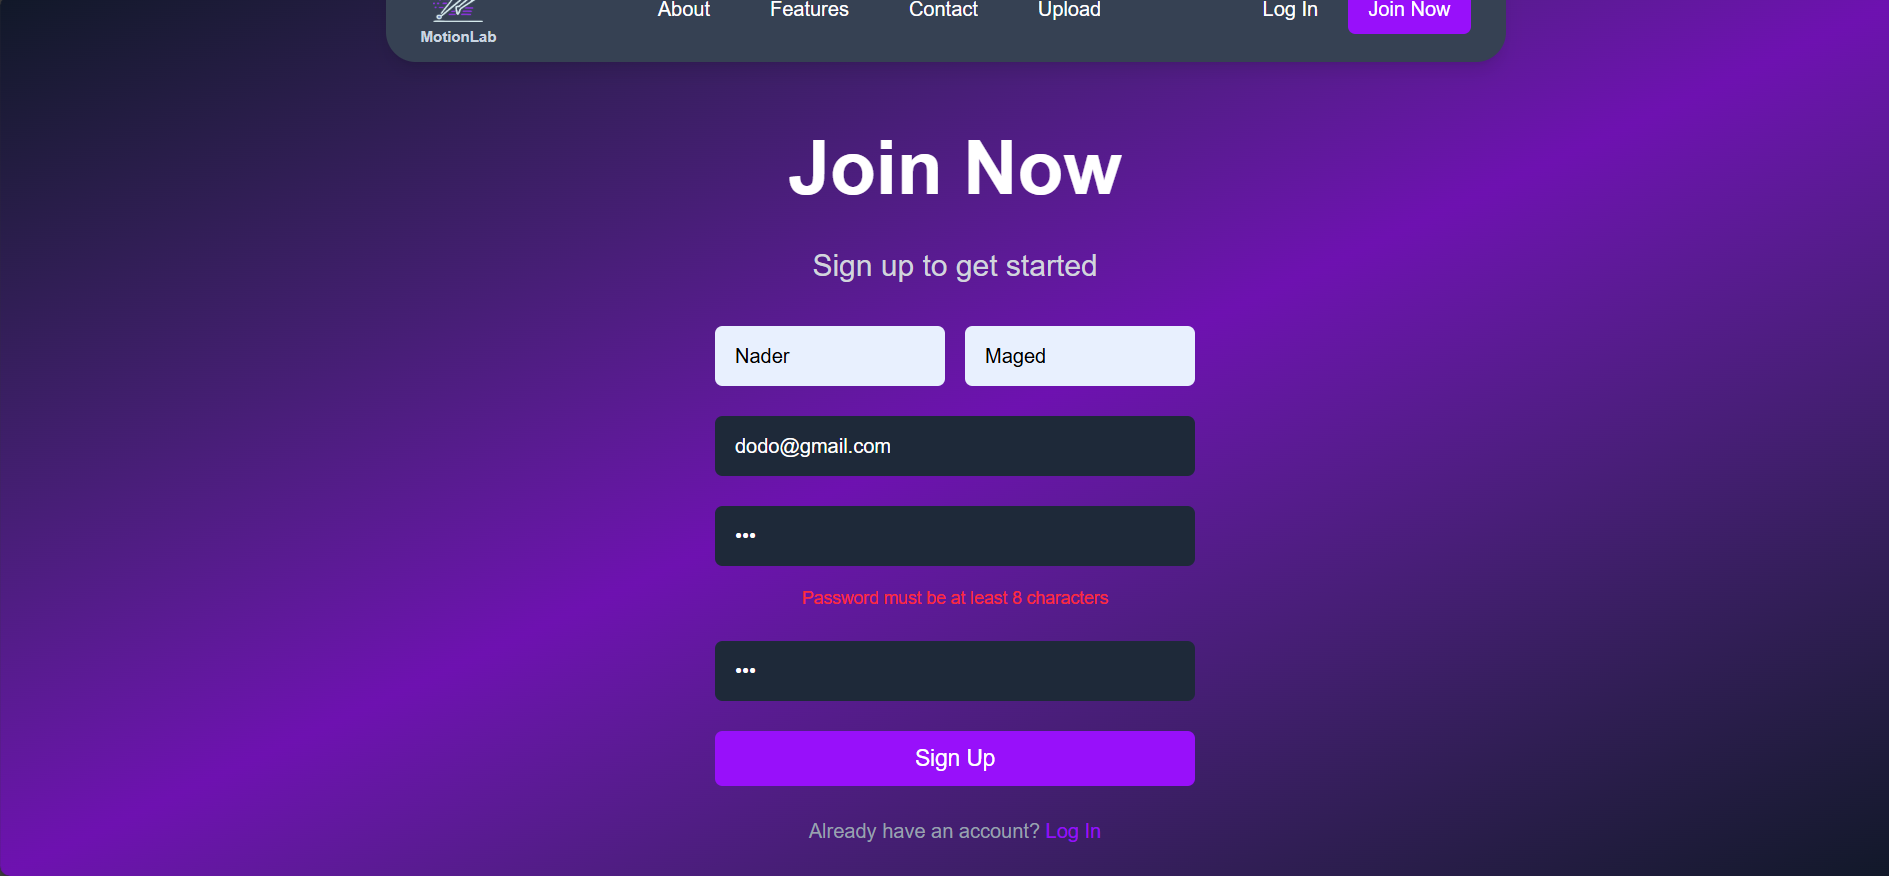 About Features Contact Upload Log In Join Now
MotionLab
Join Now
Sign up to get started
Nader Maged
dodo@gmail.com
•••
Password must be at least 8 characters
•••
Sign Up
Already have an account? Log In